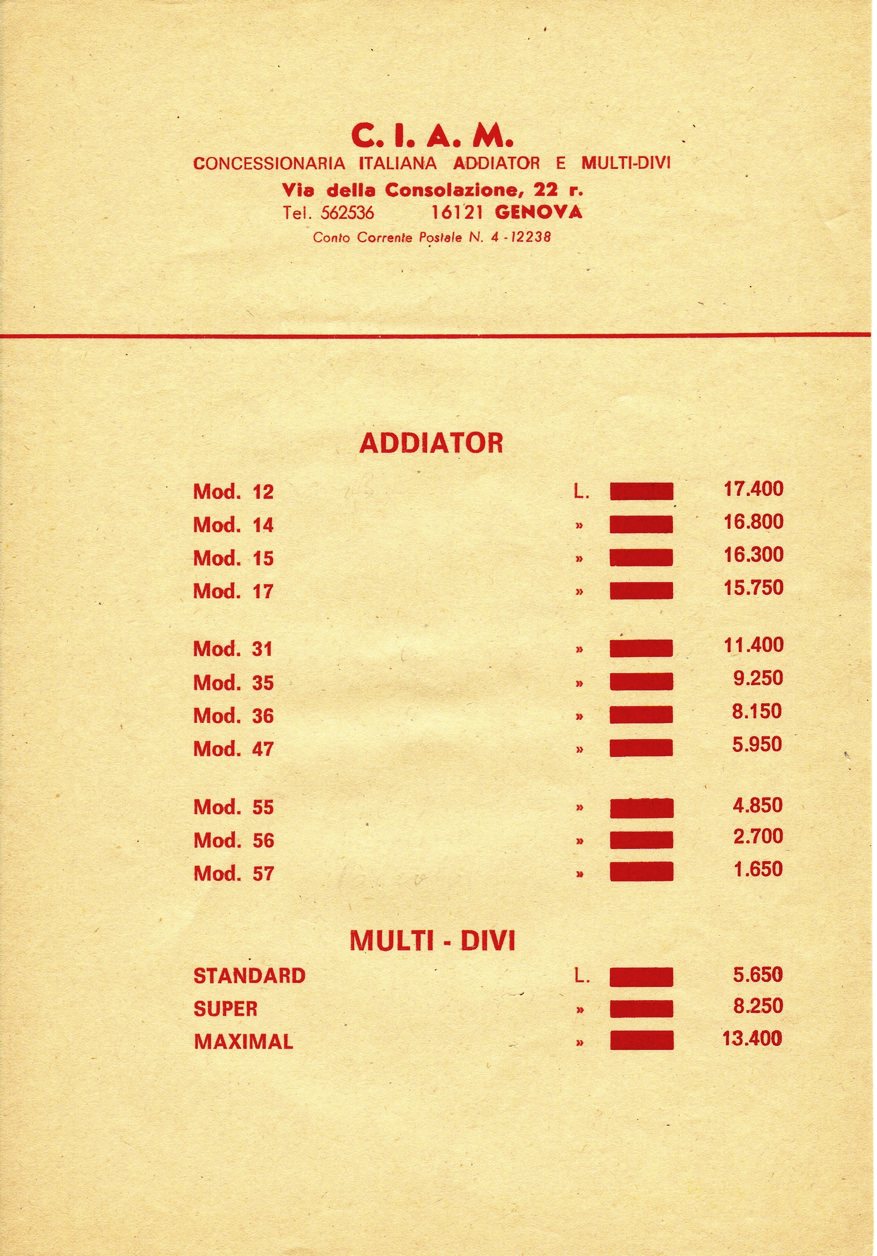 C. I. A. M.
CONCESSIONARIA ITALIANA ADDIATOR E MULTI-DIVI
Via della Consolazione, 22 r.
Tel. 562536 16121 GENOVA
Conto Corrente Postale N. 4 - 12238
ADDIATOR
Mod. 12 L. 17.400
Mod. 14 » 16.800
Mod. 15 » 16.300
Mod. 17 » 15.750
Mod. 31 » 11.400
Mod. 35 » 9.250
Mod. 36 » 8.150
Mod. 47 » 5.950
Mod. 55 » 4.850
Mod. 56 » 2.700
Mod. 57 » 1.650
MULTI - DIVI
STANDARD L. 5.650
SUPER » 8.250
MAXIMAL » 13.400